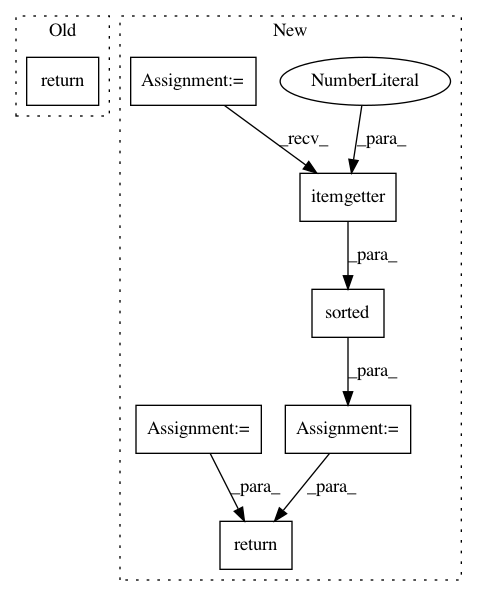 Old
New
return
Assignment:=
NumberLiteral
_recv_
_para_
itemgetter
_para_
sorted
_para_
Assignment:=
Assignment:=
_para_
_para_
return